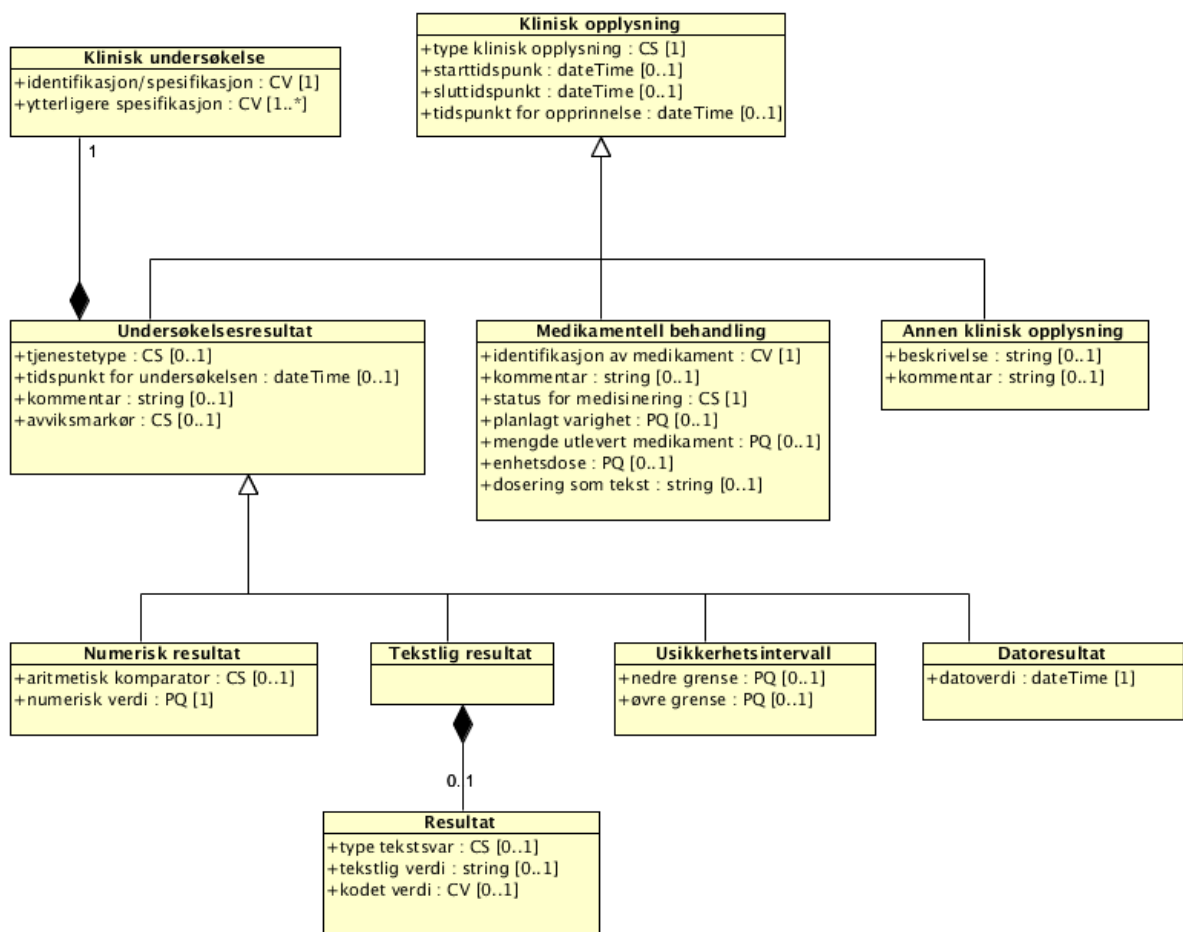 Klinisk undersøkelse
+identifikasjon/spesifikasjon : CV [1]
+ytterligere spesifikasjon : CV [1..*]
1
Klinisk opplysning
+type klinisk opplysning : CS [1]
+starttidspunk : dateTime [0..1]
+sluttidspunkt : dateTime [0..1]
+tidspunkt for opprinnelse : dateTime [0..1]
Undersøkelsesresultat
+tjenestetype : CS [0..1]
+tidspunkt for undersøkelsen : dateTime [0..1]
+kommentar : string [0..1]
+avviksmarkør : CS [0..1]
Medikamentell behandling
+identifikasjon av medikament : CV [1]
+kommentar : string [0..1]
+status for medisinering : CS [1]
+planlagt varighet : PQ [0..1]
+mengde utlevert medikament : PQ [0..1]
+enhetsdose : PQ [0..1]
+dosering som tekst : string [0..1]
Annen klinisk opplysning
+beskrivelse : string [0..1]
+kommentar : string [0..1]
Numerisk resultat
+aritmetisk komparator : CS [0..1]
+numerisk verdi : PQ [1]
Tekstlig resultat
Usikkerhetsintervall
+nedre grense : PQ [0..1]
+øvre grense : PQ [0..1]
Datoresultat
+datoverdi : dateTime [1]
0..1
Resultat
+type tekstsvar : CS [0..1]
+tekstlig verdi : string [0..1]
+kodet verdi : CV [0..1]